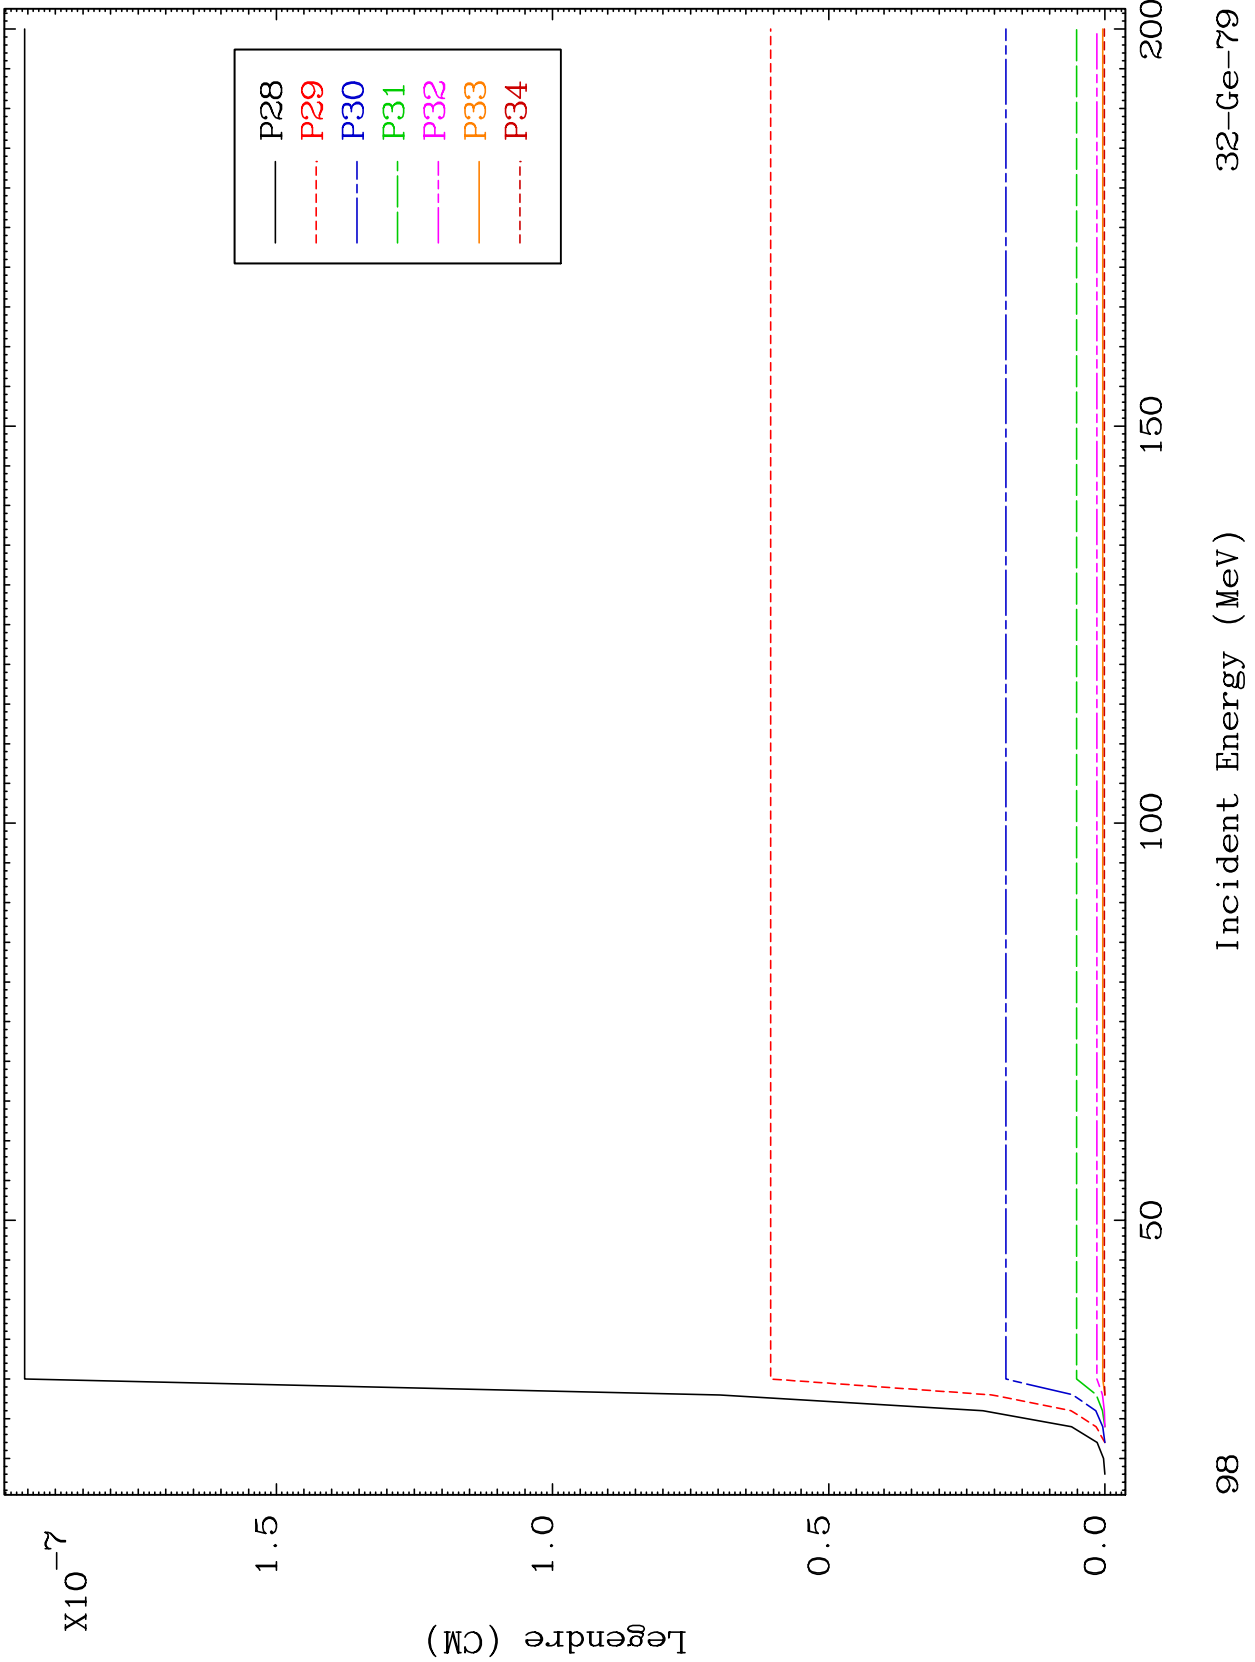 X10-7
1.5
1.0
0.5
0.0
Legendre (CM)
50
100
150
200
Incident Energy (MeV)
98
32-Ge-79
P28
P29
P30
P31
P32
P33
P34